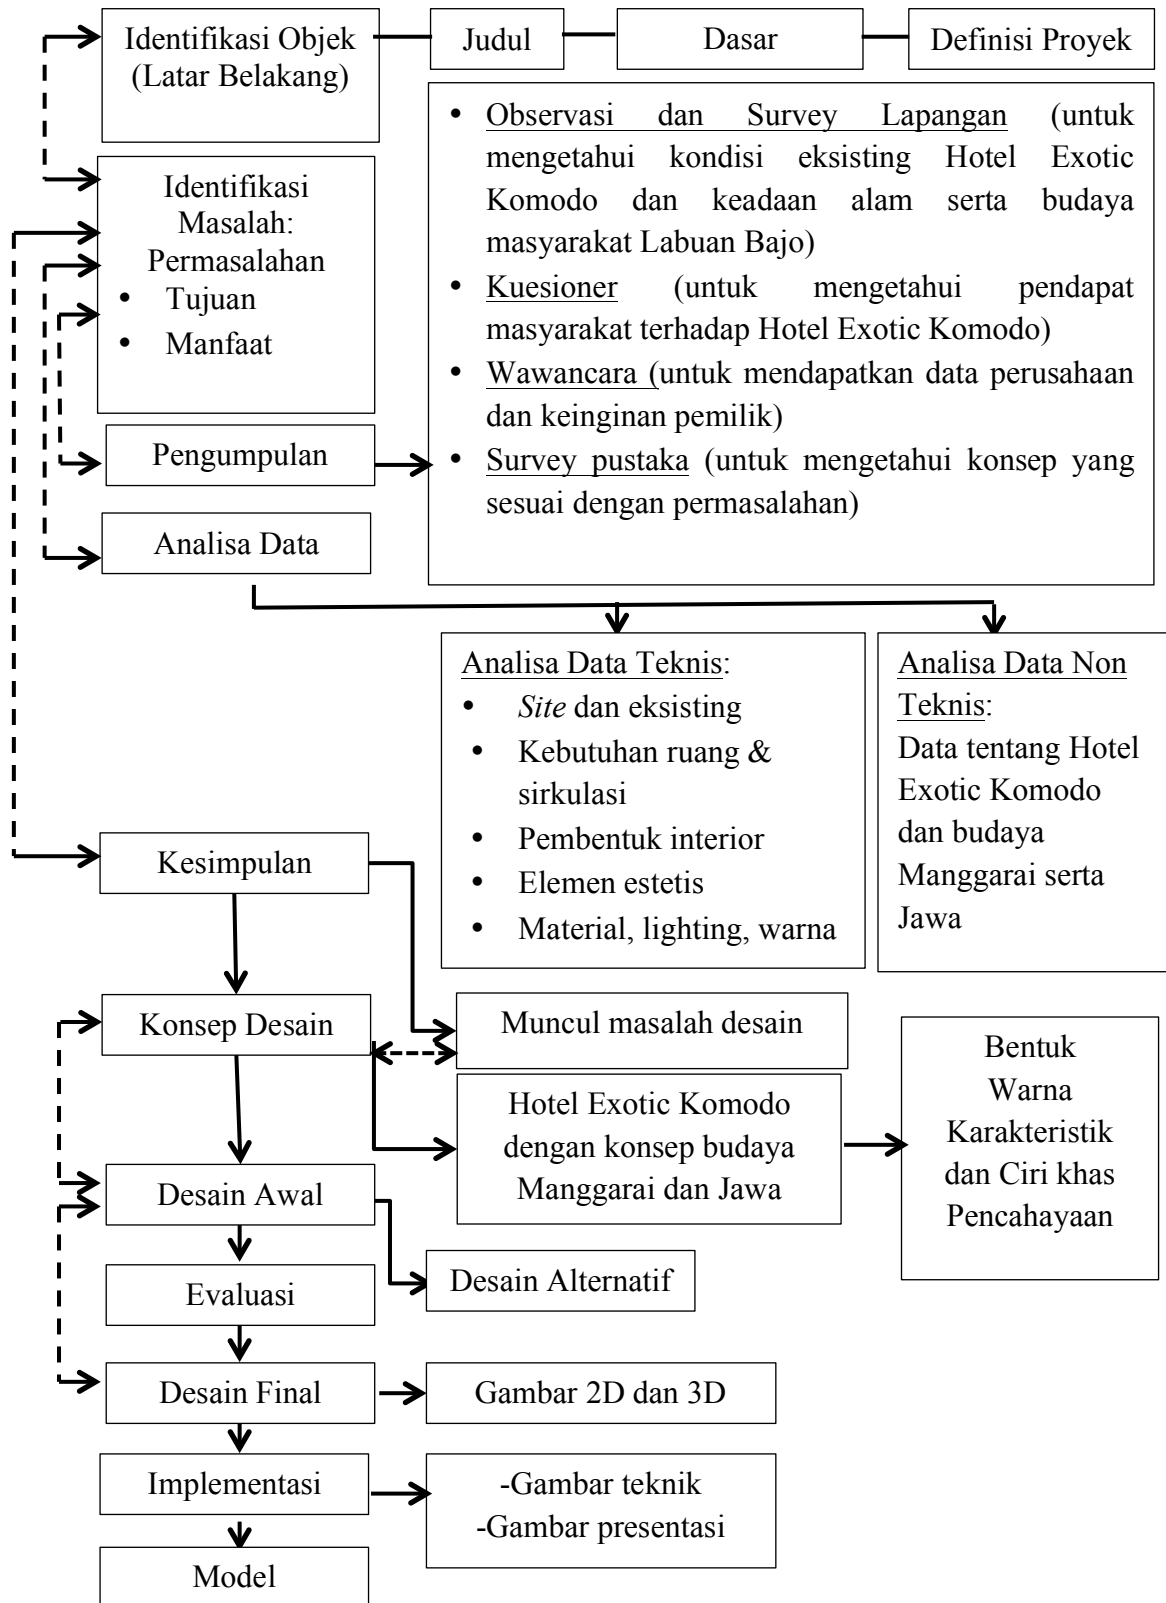 Identifikasi Objek
(Latar Belakang)
Judul
Dasar
Definisi Proyek
Identifikasi
Masalah:
Permasalahan
• Tujuan
• Manfaat
• Observasi dan Survey Lapangan (untuk
mengetahui kondisi eksisting Hotel Exotic
Komodo dan keadaan alam serta budaya
masyarakat Labuan Bajo)
• Kuesioner (untuk mengetahui pendapat
masyarakat terhadap Hotel Exotic Komodo)
• Wawancara (untuk mendapatkan data perusahaan
dan keinginan pemilik)
• Survey pustaka (untuk mengetahui konsep yang
sesuai dengan permasalahan)
Pengumpulan
Analisa Data
Analisa Data Teknis:
• Site dan eksisting
• Kebutuhan ruang &
sirkulasi
• Pembentuk interior
• Elemen estetis
• Material, lighting, warna
Analisa Data Non
Teknis:
Data tentang Hotel
Exotic Komodo
dan budaya
Manggarai serta
Jawa
Kesimpulan
Konsep Desain
Muncul masalah desain
Hotel Exotic Komodo
dengan konsep budaya
Manggarai dan Jawa
Bentuk
Warna
Karakteristik
dan Ciri khas
Pencahayaan
Desain Awal
Desain Alternatif
Evaluasi
Desain Final
Gambar 2D dan 3D
Implementasi
-Gambar teknik
-Gambar presentasi
Model